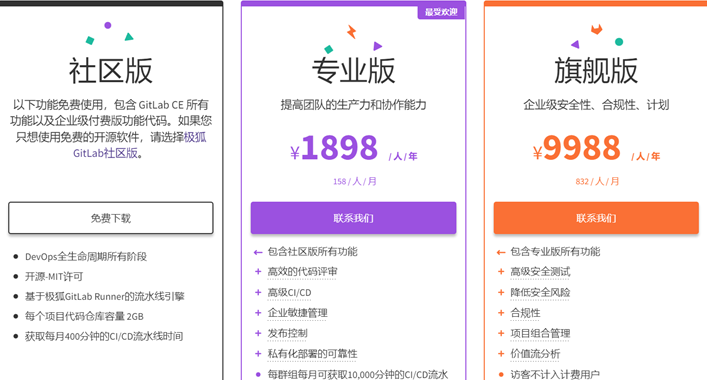 社区版
以下功能免费使用，包含 GitLab CE 所有
功能以及企业级付费版功能代码。如果您
只想使用免费的开源软件，请选择极狐
GitLab社区版。
免费下载
DevOps全生命周期所有阶段
开源-MIT许可
基于极狐GitLab Runner的流水线引擎
每个项目代码仓库容量 2GB
获取每月400分钟的CI/CD流水线时间
最受欢迎
专业版
提高团队的生产力和协作能力
¥1898 / 人 / 年
158 / 人 / 月
联系我们
包含社区版所有功能
高效的代码评审
高级CI/CD
企业敏捷管理
发布控制
私有化部署的可靠性
每群组每月可获取10,000分钟的CI/CD流水
旗舰版
企业级安全性、合规性、计划
¥9988 / 人 / 年
832 / 人 / 月
联系我们
包含专业版所有功能
高级安全测试
降低安全风险
合规性
项目组合管理
价值流分析
访客不计入计费用户